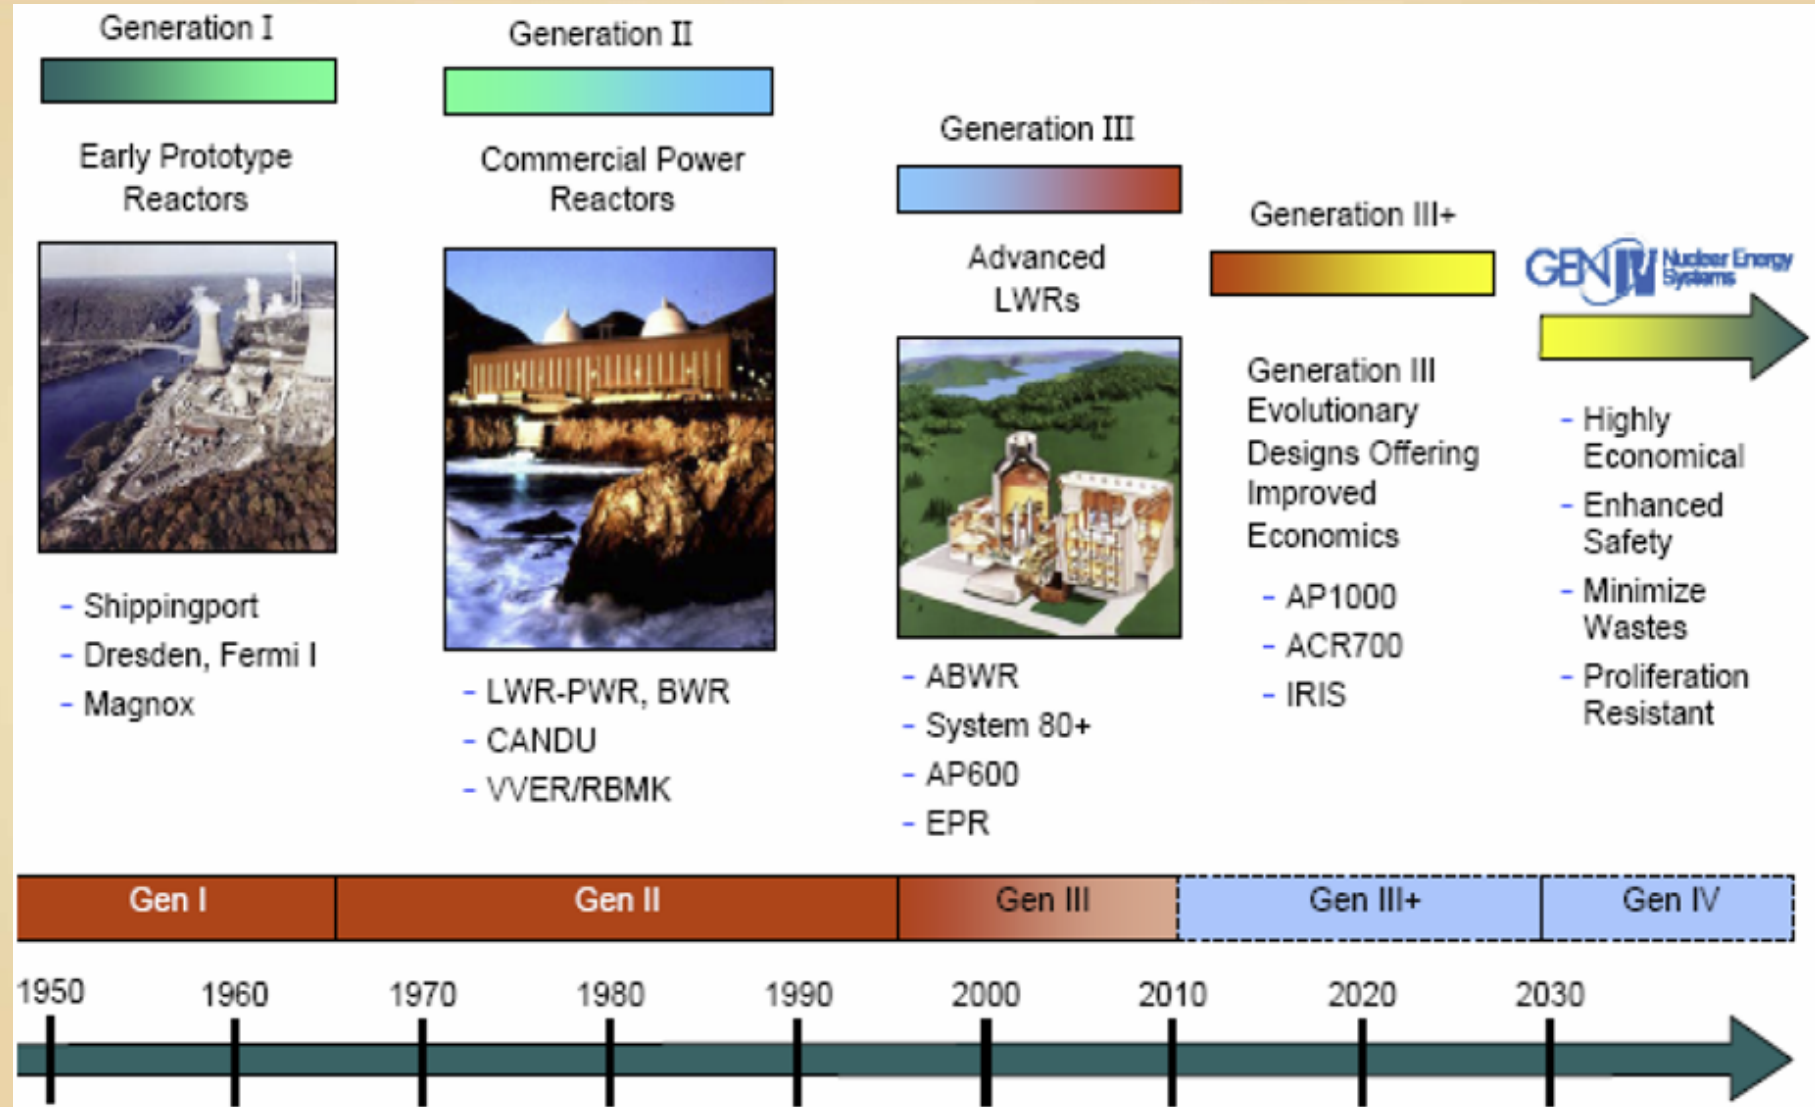 Generation I
Early Prototype
Reactors
- Shippingport
- Dresden, Fermi I
- Magnox
Generation II
Commercial Power
Reactors
- LWR-PWR, BWR
- CANDU
- VVER/RBMK
Generation III
Advanced
LWRs
- ABWR
- System 80+
- AP600
- EPR
Generation III+
Generation III
Evolutionary
Designs Offering
Improved
Economics
- AP1000
- ACR700
- IRIS
GEN IV Nuclear Energy
Systems
- Highly
Economical
- Enhanced
Safety
- Minimize
Wastes
- Proliferation
Resistant
Gen I
Gen II
Gen III
Gen III+
Gen IV
1950
1960
1970
1980
1990
2000
2010
2020
2030